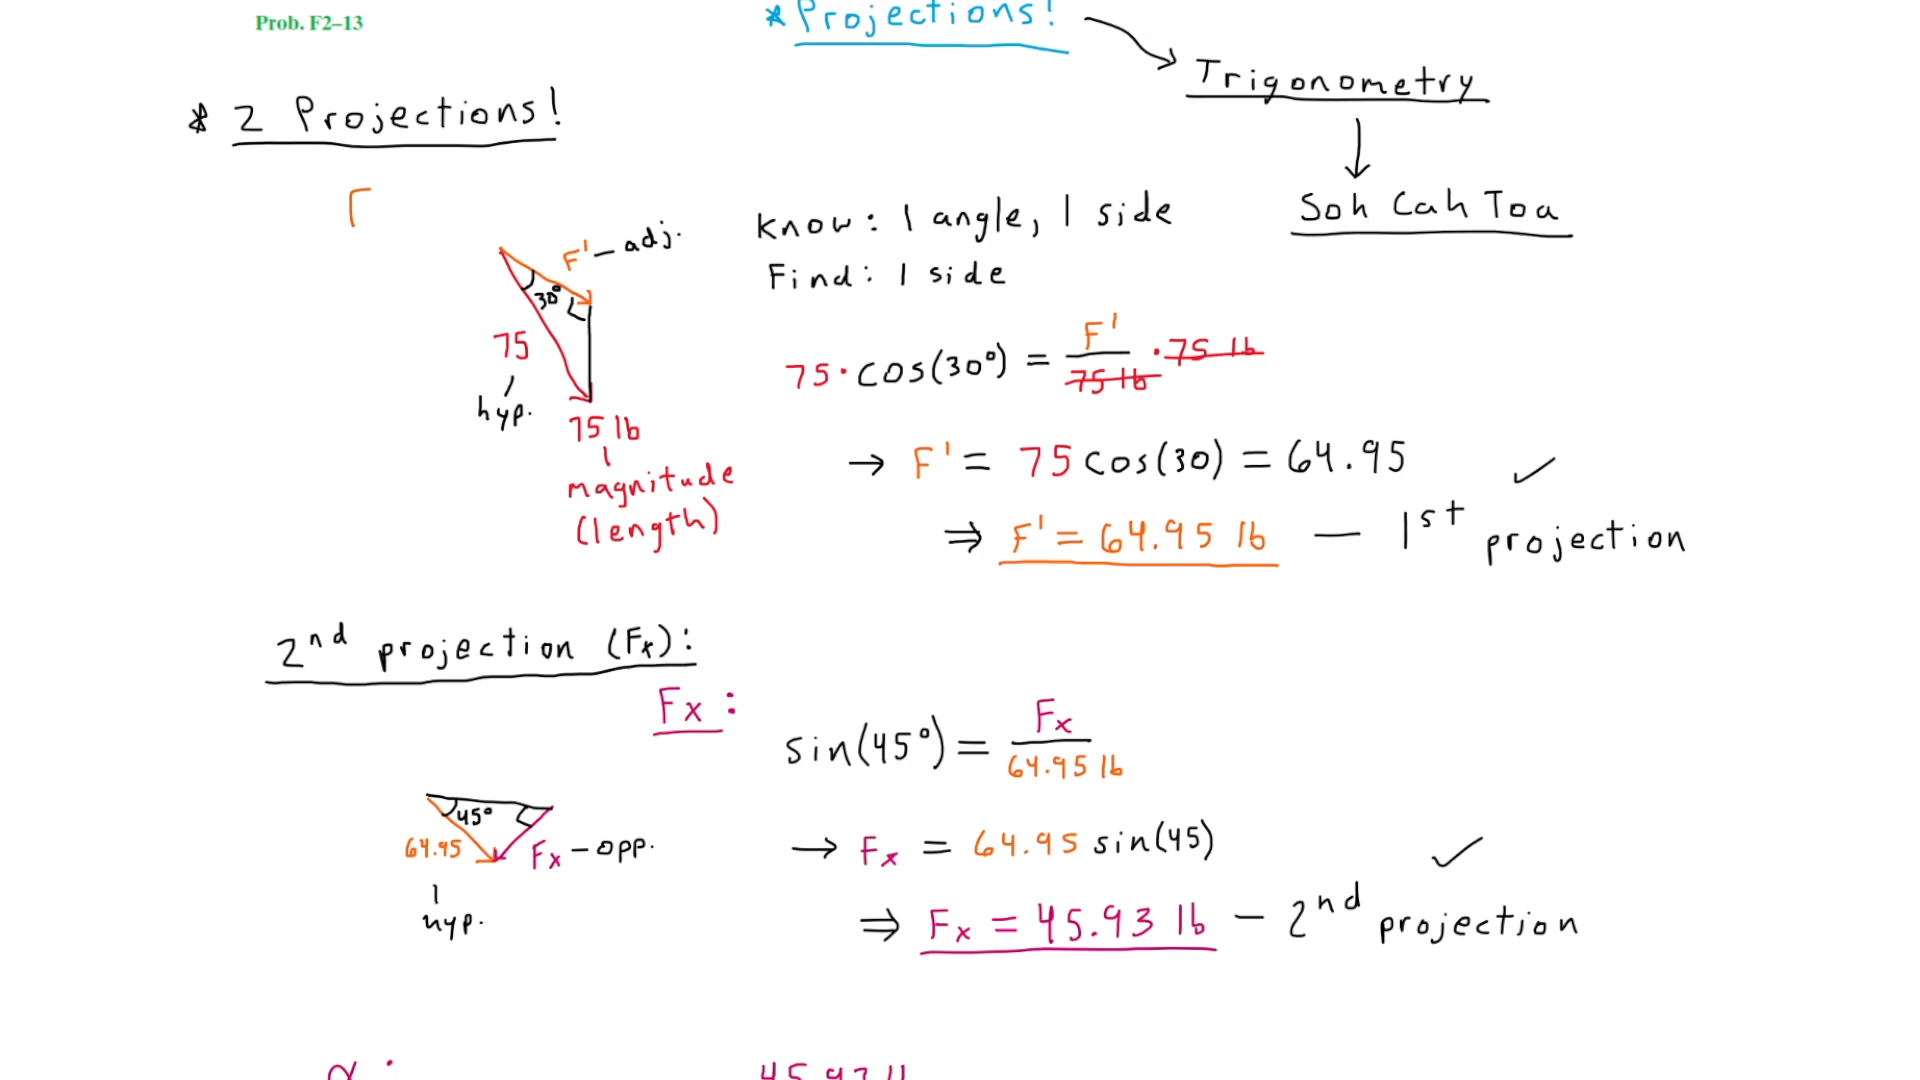 Prob. F2–13
* Projections!
Trigonometry
* 2 Projections!
Soh Cah Toa
Know: 1 angle, 1 side
F' – adj.
Find: 1 side
30°
75
hyp.
75 · cos(30°) = F' / 75 lb · 75 lb
75 lb
magnitude
(length)
→ F' = 75 cos(30) = 64.95 ✓
⇒ F' = 64.95 lb — 1st projection
2nd projection (Fx):
Fx:
sin(45°) = Fx / 64.95 lb
45°
64.95
Fx – opp.
hyp.
→ Fx = 64.95 sin(45) ✓
⇒ Fx = 45.93 lb – 2nd projection